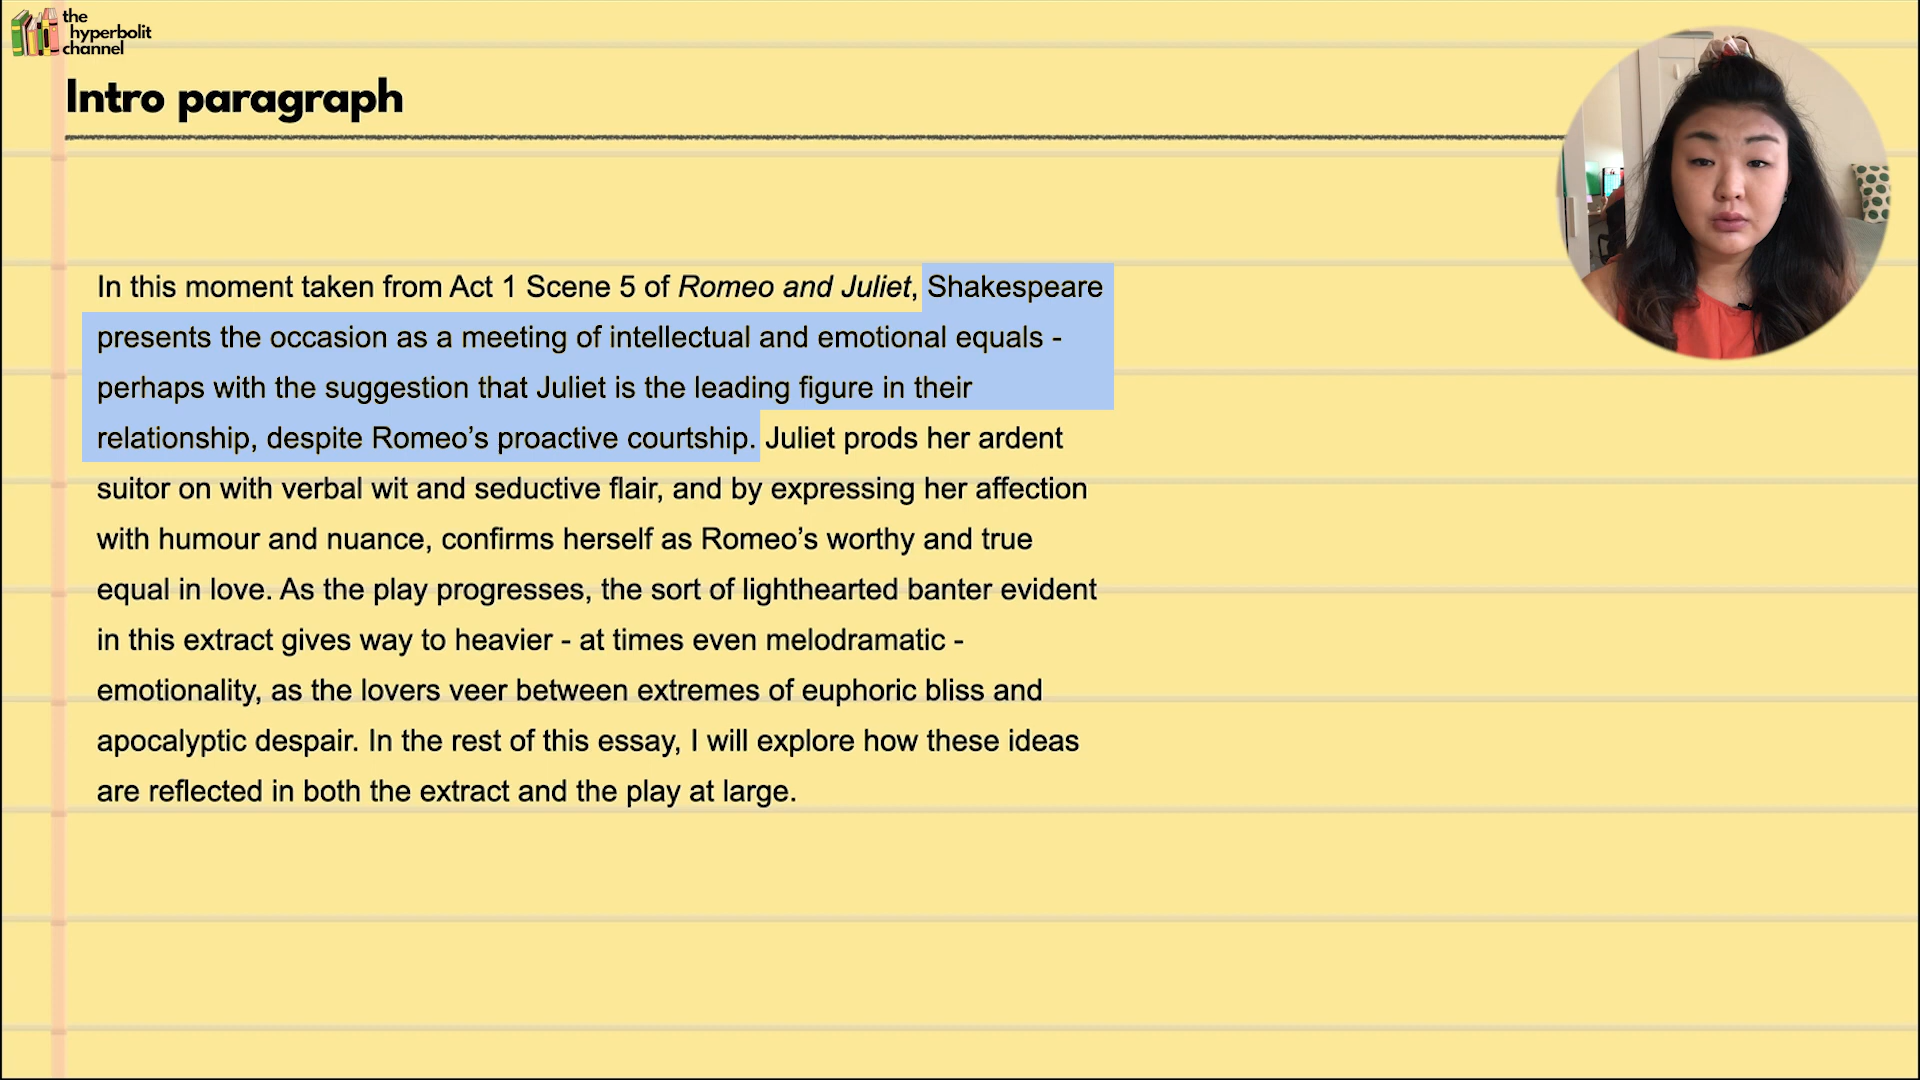 the
hyperbolit
channel
Intro paragraph
In this moment taken from Act 1 Scene 5 of Romeo and Juliet, Shakespeare
presents the occasion as a meeting of intellectual and emotional equals -
perhaps with the suggestion that Juliet is the leading figure in their
relationship, despite Romeo’s proactive courtship. Juliet prods her ardent
suitor on with verbal wit and seductive flair, and by expressing her affection
with humour and nuance, confirms herself as Romeo’s worthy and true
equal in love. As the play progresses, the sort of lighthearted banter evident
in this extract gives way to heavier - at times even melodramatic -
emotionality, as the lovers veer between extremes of euphoric bliss and
apocalyptic despair. In the rest of this essay, I will explore how these ideas
are reflected in both the extract and the play at large.